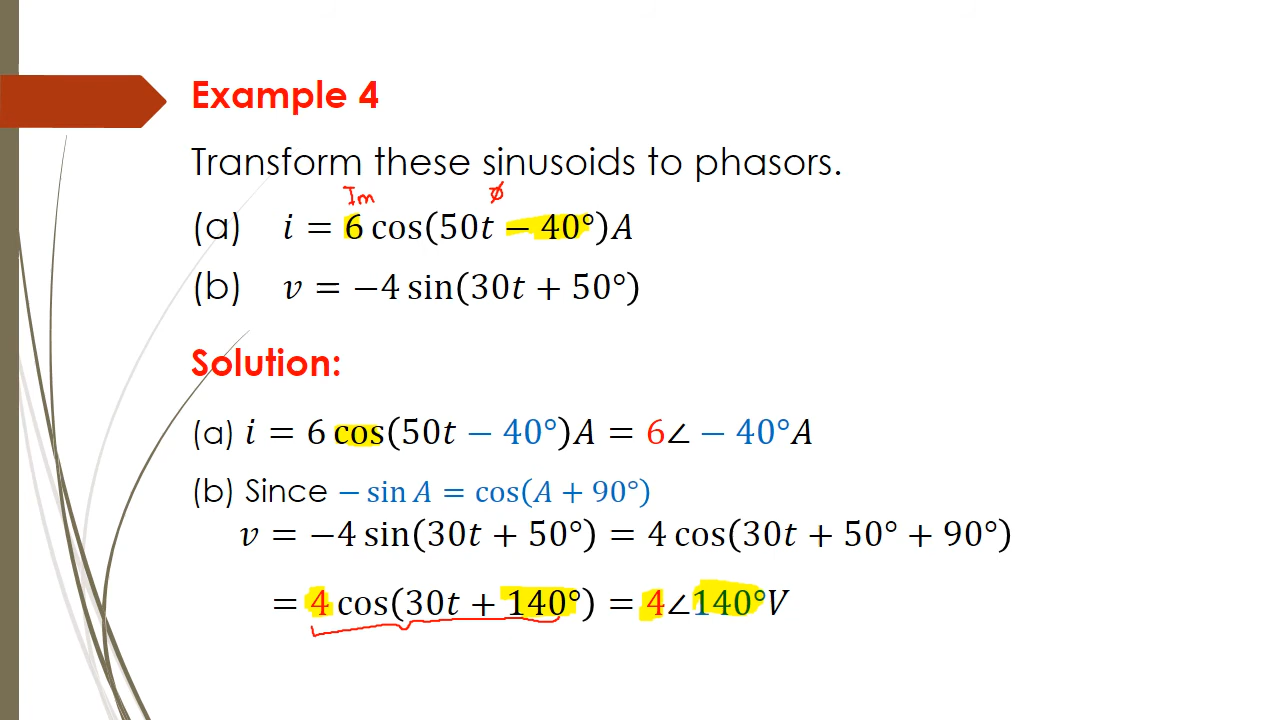 Example 4
Transform these sinusoids to phasors.
Im ϕ
(a) i = 6 cos(50t − 40°)A
(b) v = −4 sin(30t + 50°)
Solution:
(a) i = 6 cos(50t − 40°)A = 6∠ − 40°A
(b) Since − sin A = cos(A + 90°)
v = −4 sin(30t + 50°) = 4 cos(30t + 50° + 90°)
= 4 cos(30t + 140°) = 4∠140°V